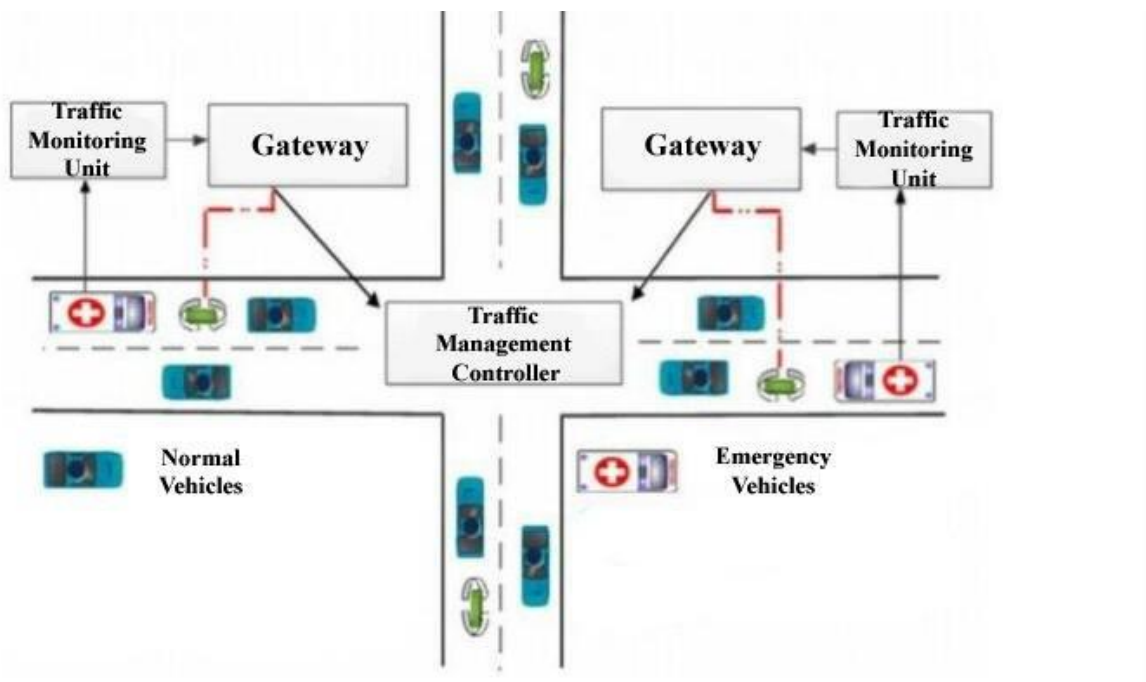 Traffic
Monitoring
Unit
Gateway
Gateway
Traffic
Monitoring
Unit
Traffic
Management
Controller
Normal
Vehicles
Emergency
Vehicles